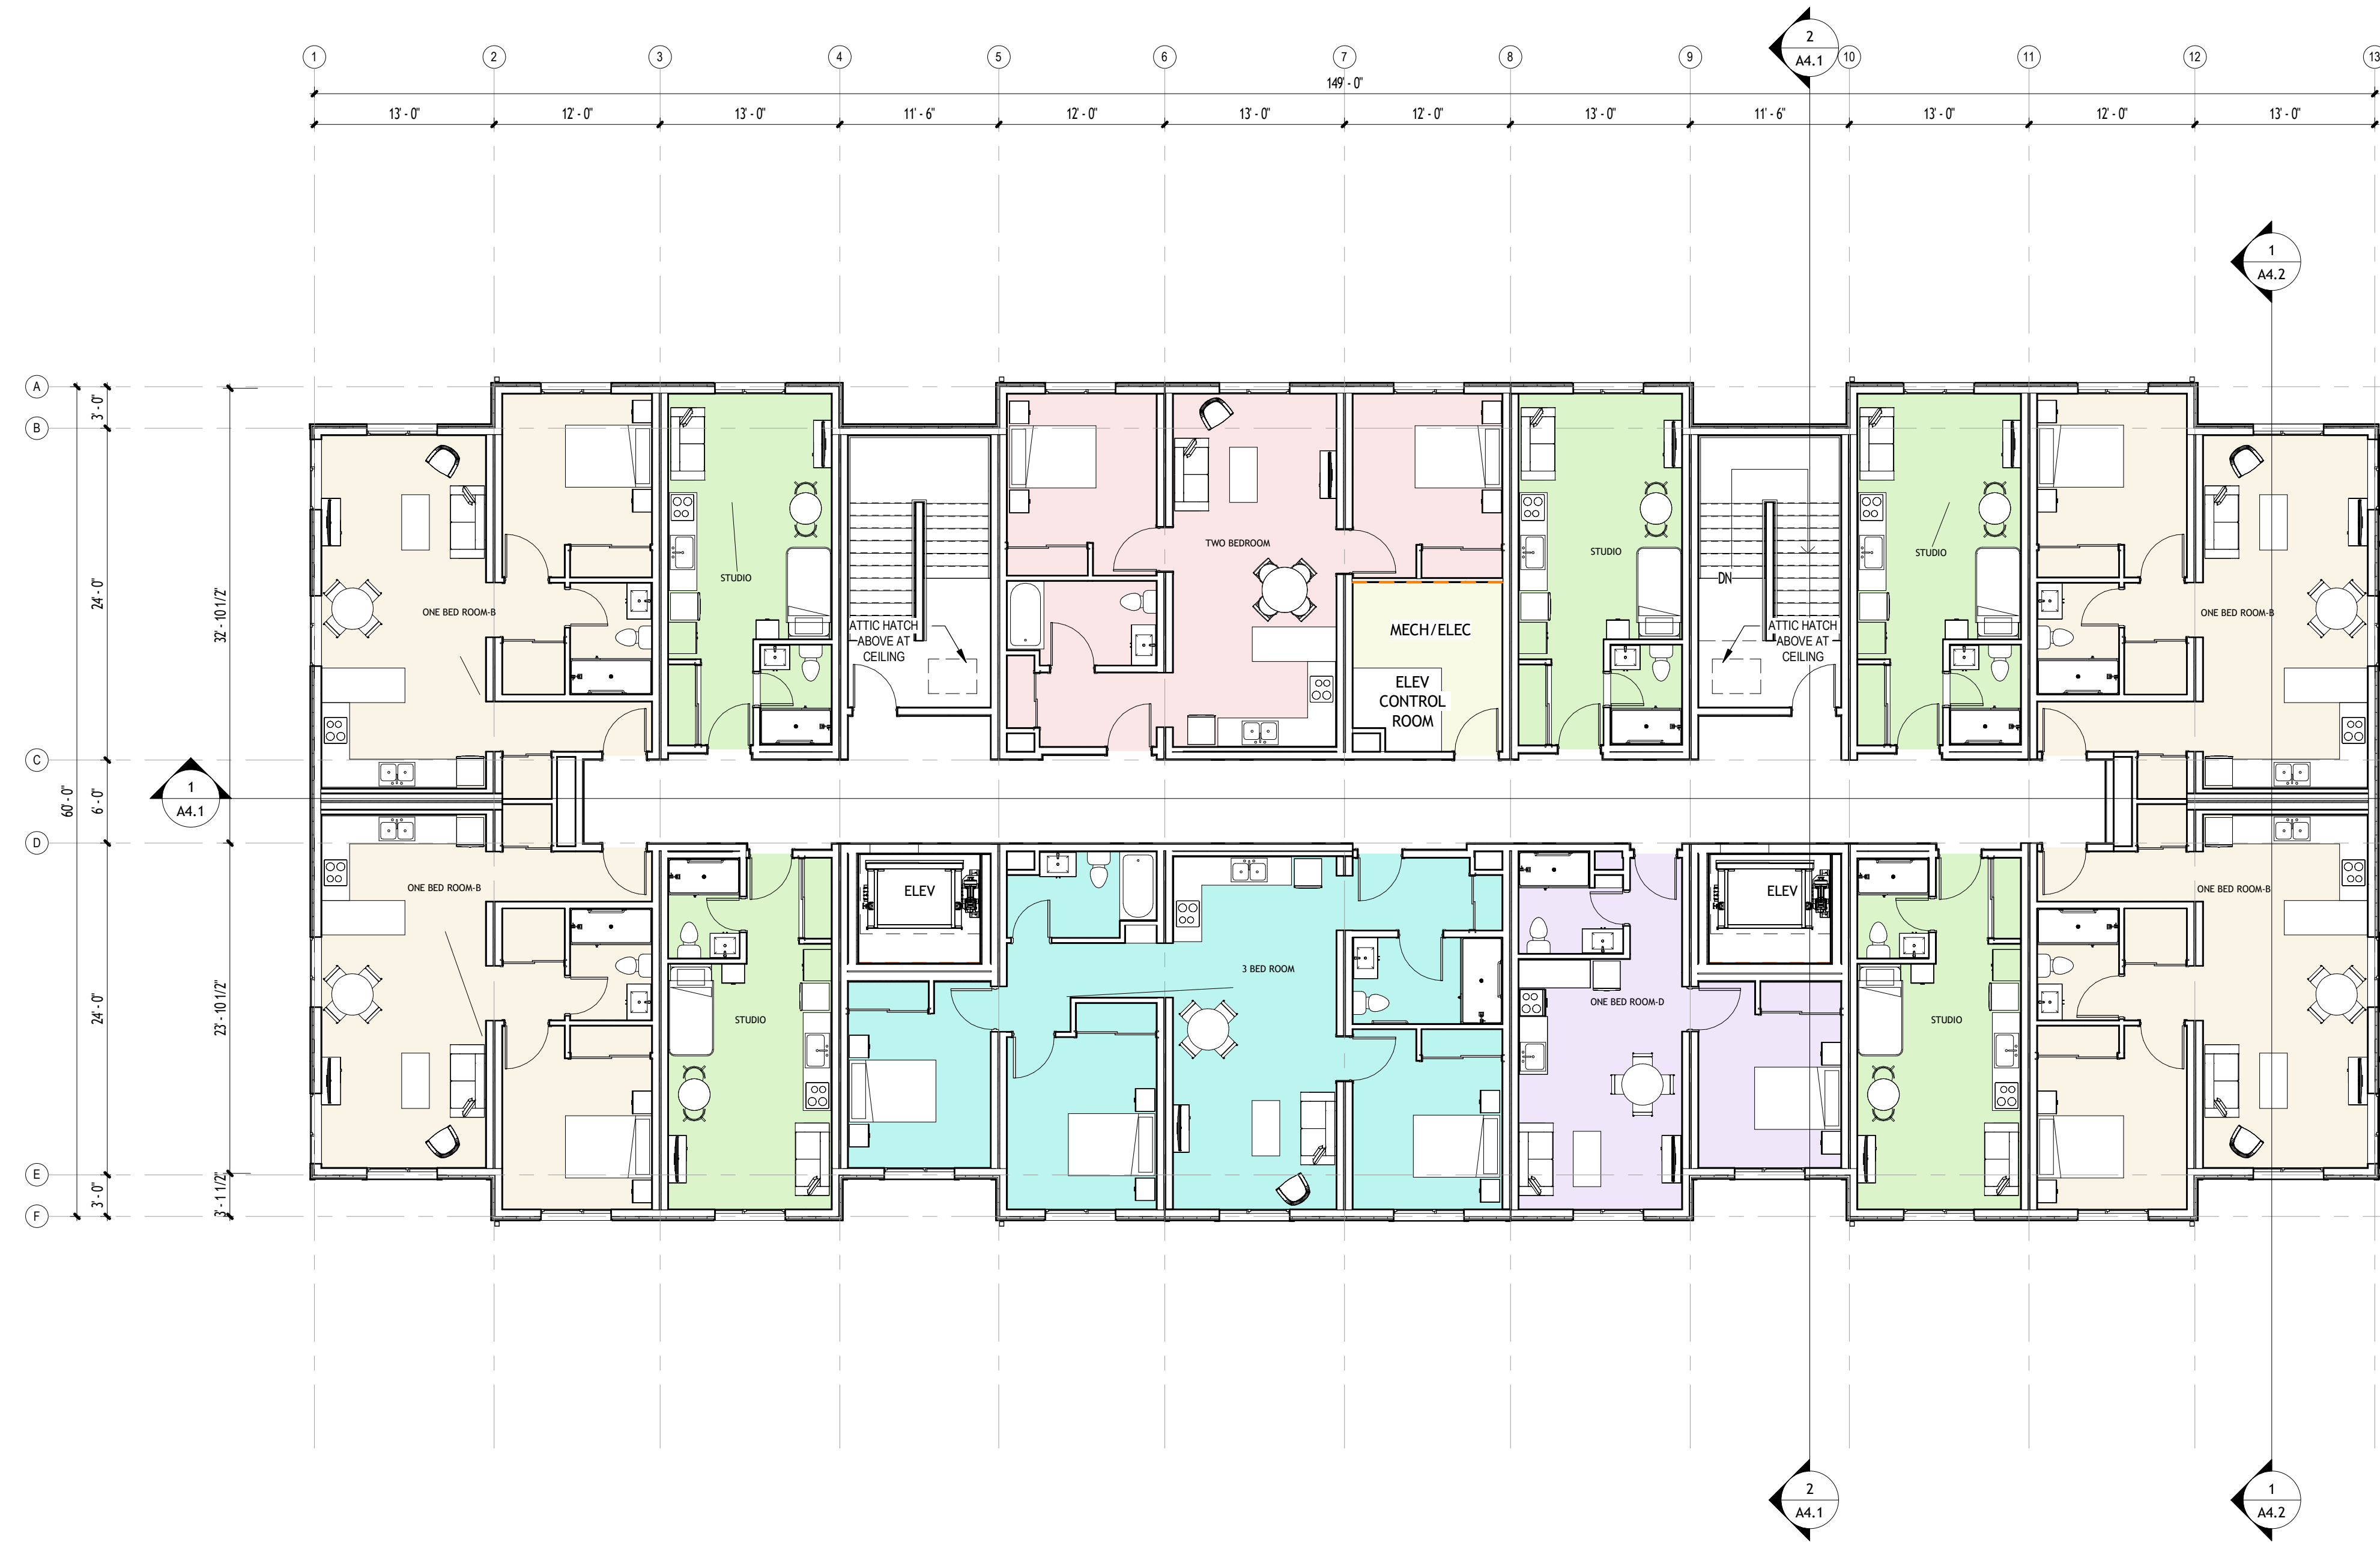 2
A4.1
1 2 3 4 5 6 7 8 9 10 11 12 13
149' - 0"
13' - 0" 12' - 0" 13' - 0" 11' - 6" 12' - 0" 13' - 0" 12' - 0" 13' - 0" 11' - 6" 13' - 0" 12' - 0" 13' - 0"
1
A4.2
A
3' - 0"
B
24' - 0"
32' - 10 1/2"
C
60' - 0"
6' - 0"
1
A4.1
D
24' - 0"
23' - 10 1/2"
E
3' - 0"
3' - 1 1/2"
F
ONE BED ROOM-B
STUDIO
ATTIC HATCH
ABOVE AT
CEILING
TWO BEDROOM
MECH/ELEC
ELEV
CONTROL
ROOM
STUDIO
DN
ATTIC HATCH
ABOVE AT
CEILING
STUDIO
ONE BED ROOM-B
ONE BED ROOM-B
STUDIO
ELEV
3 BED ROOM
ONE BED ROOM-D
ELEV
STUDIO
ONE BED ROOM-B
2
A4.1
1
A4.2